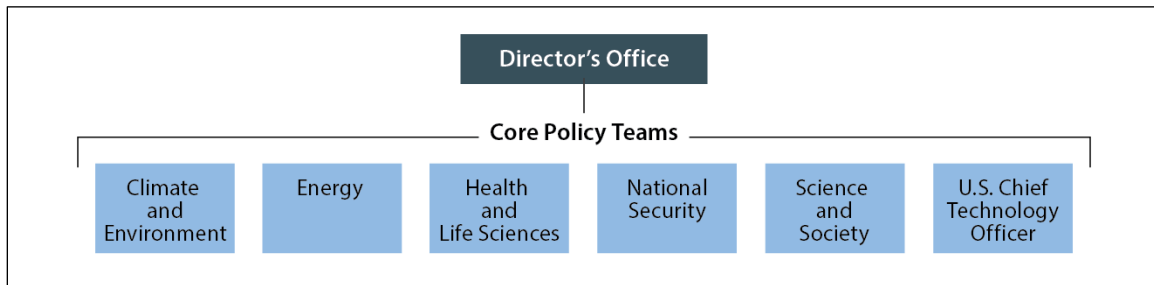 Director’s Office
Core Policy Teams
Climate
and
Environment
Energy
Health
and
Life Sciences
National
Security
Science
and
Society
U.S. Chief
Technology
Officer